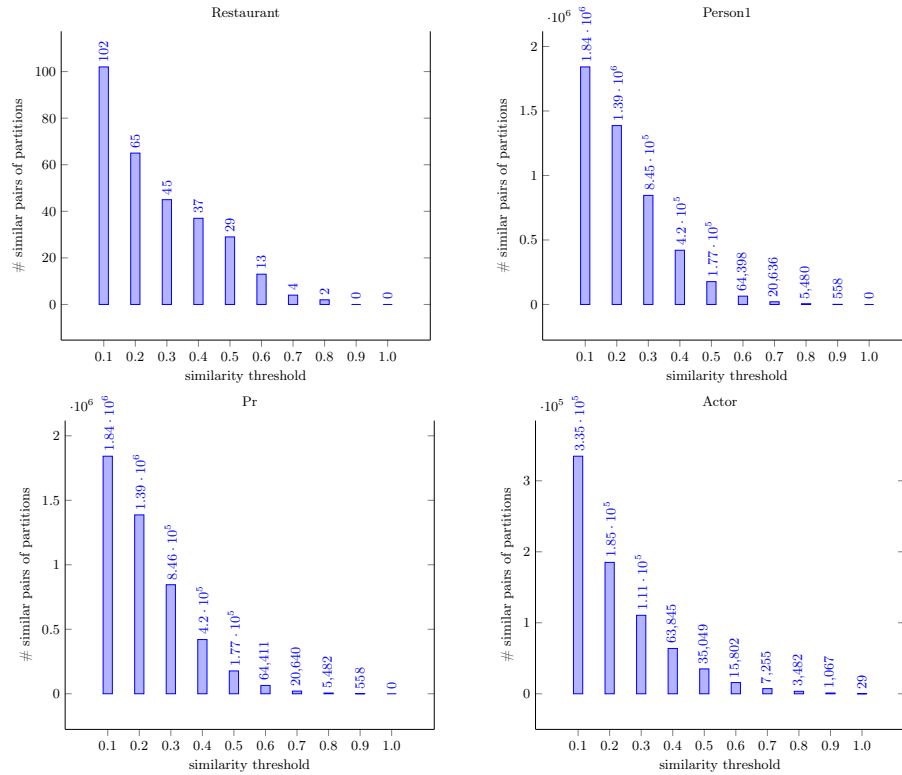 Restaurant
# similar pairs of partitions
100
80
60
40
20
0
102
65
45
37
29
13
4
2
0
0
0.1 0.2 0.3 0.4 0.5 0.6 0.7 0.8 0.9 1.0
similarity threshold
Person1
·10⁶
# similar pairs of partitions
2
1.5
1
0.5
0
1.84 · 10⁶
1.39 · 10⁶
8.45 · 10⁵
4.2 · 10⁵
1.77 · 10⁵
64,398
20,636
5,480
558
0
0.1 0.2 0.3 0.4 0.5 0.6 0.7 0.8 0.9 1.0
similarity threshold
Pr
·10⁶
# similar pairs of partitions
2
1.5
1
0.5
0
1.84 · 10⁶
1.39 · 10⁶
8.46 · 10⁵
4.2 · 10⁵
1.77 · 10⁵
64,411
20,640
5,482
558
0
0.1 0.2 0.3 0.4 0.5 0.6 0.7 0.8 0.9 1.0
similarity threshold
Actor
·10⁵
# similar pairs of partitions
3
2
1
0
3.35 · 10⁵
1.85 · 10⁵
1.11 · 10⁵
63,845
35,049
15,802
7,255
3,482
1,067
29
0.1 0.2 0.3 0.4 0.5 0.6 0.7 0.8 0.9 1.0
similarity threshold